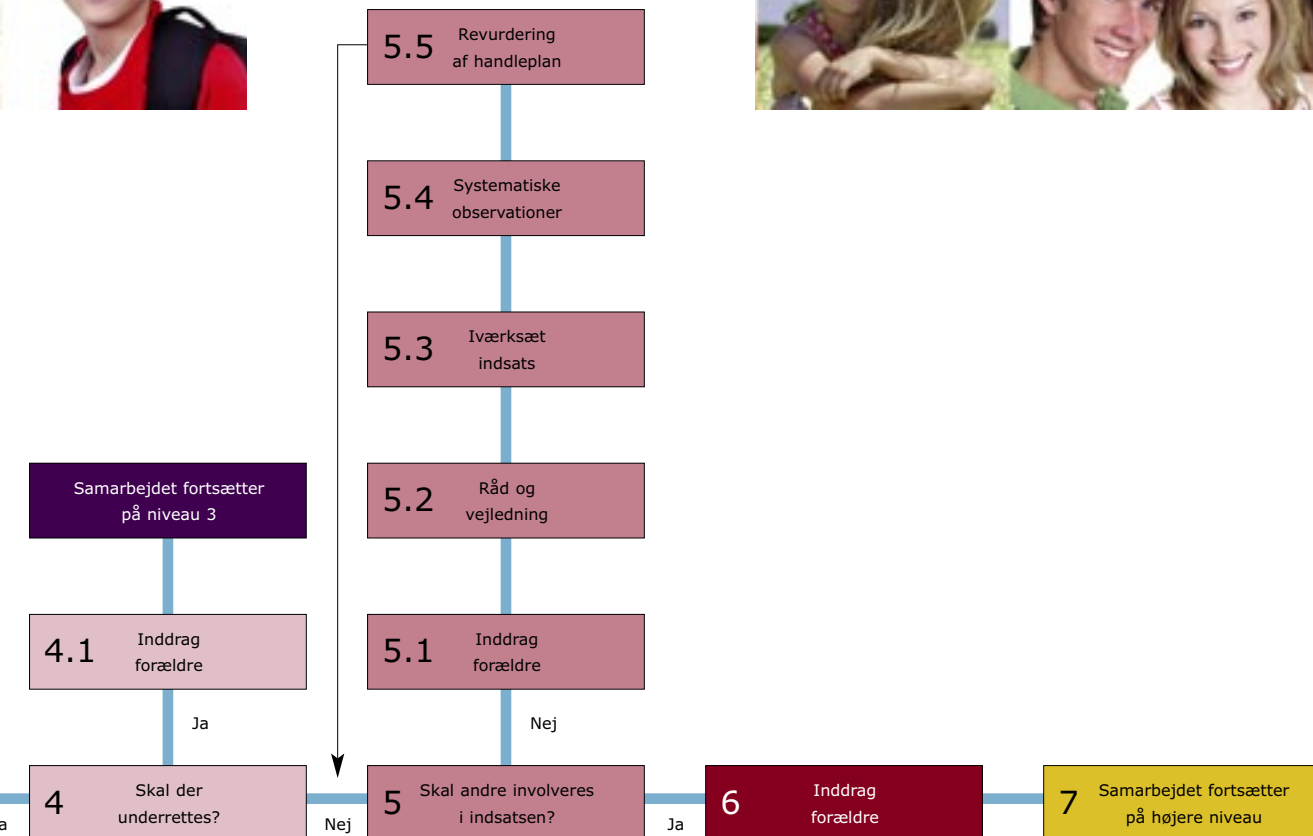 5.5
Revurdering
af handleplan
5.4
Systematiske
observationer
5.3
Iværksæt
indsats
Samarbejdet fortsætter
på niveau 3
5.2
Råd og
vejledning
4.1
Inddrag
forældre
5.1
Inddrag
forældre
Ja
Nej
4
Skal der
underrettes?
Nej
5
Skal andre involveres
i indsatsen?
Ja
6
Inddrag
forældre
7
Samarbejdet fortsætter
på højere niveau